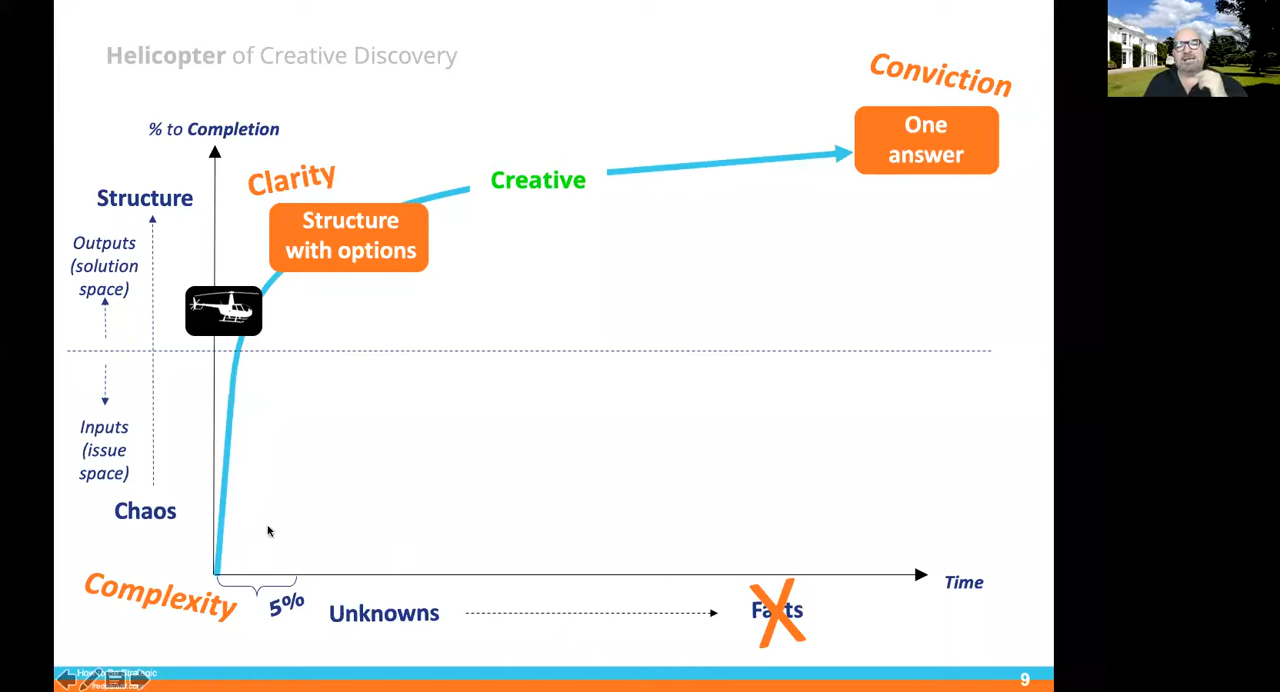 Helicopter of Creative Discovery
Conviction
One
answer
% to Completion
Clarity
Creative
Structure
Structure
with options
Outputs
(solution
space)
Inputs
(issue
space)
Chaos
Complexity
5%
Unknowns
Facts
X
Time
9